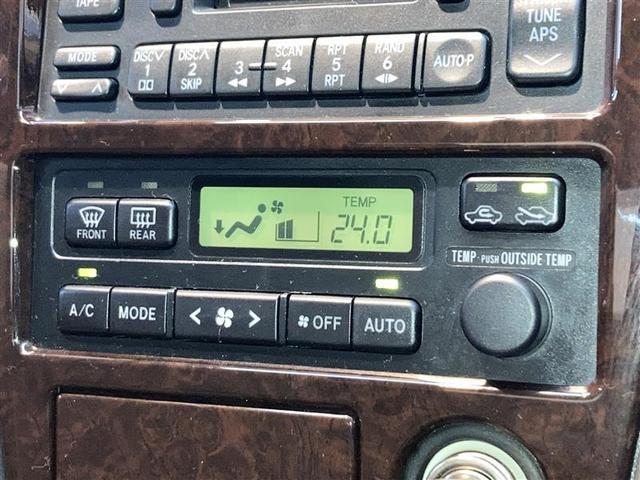 TAPE
TUNE
APS
MODE
DISC 1
DISC 2 SKIP
3
SCAN 4
RPT 5 RPT
RAND 6
AUTO·P
FRONT
REAR
TEMP
24.0
TEMP·PUSH OUTSIDE TEMP
A/C
MODE
OFF
AUTO